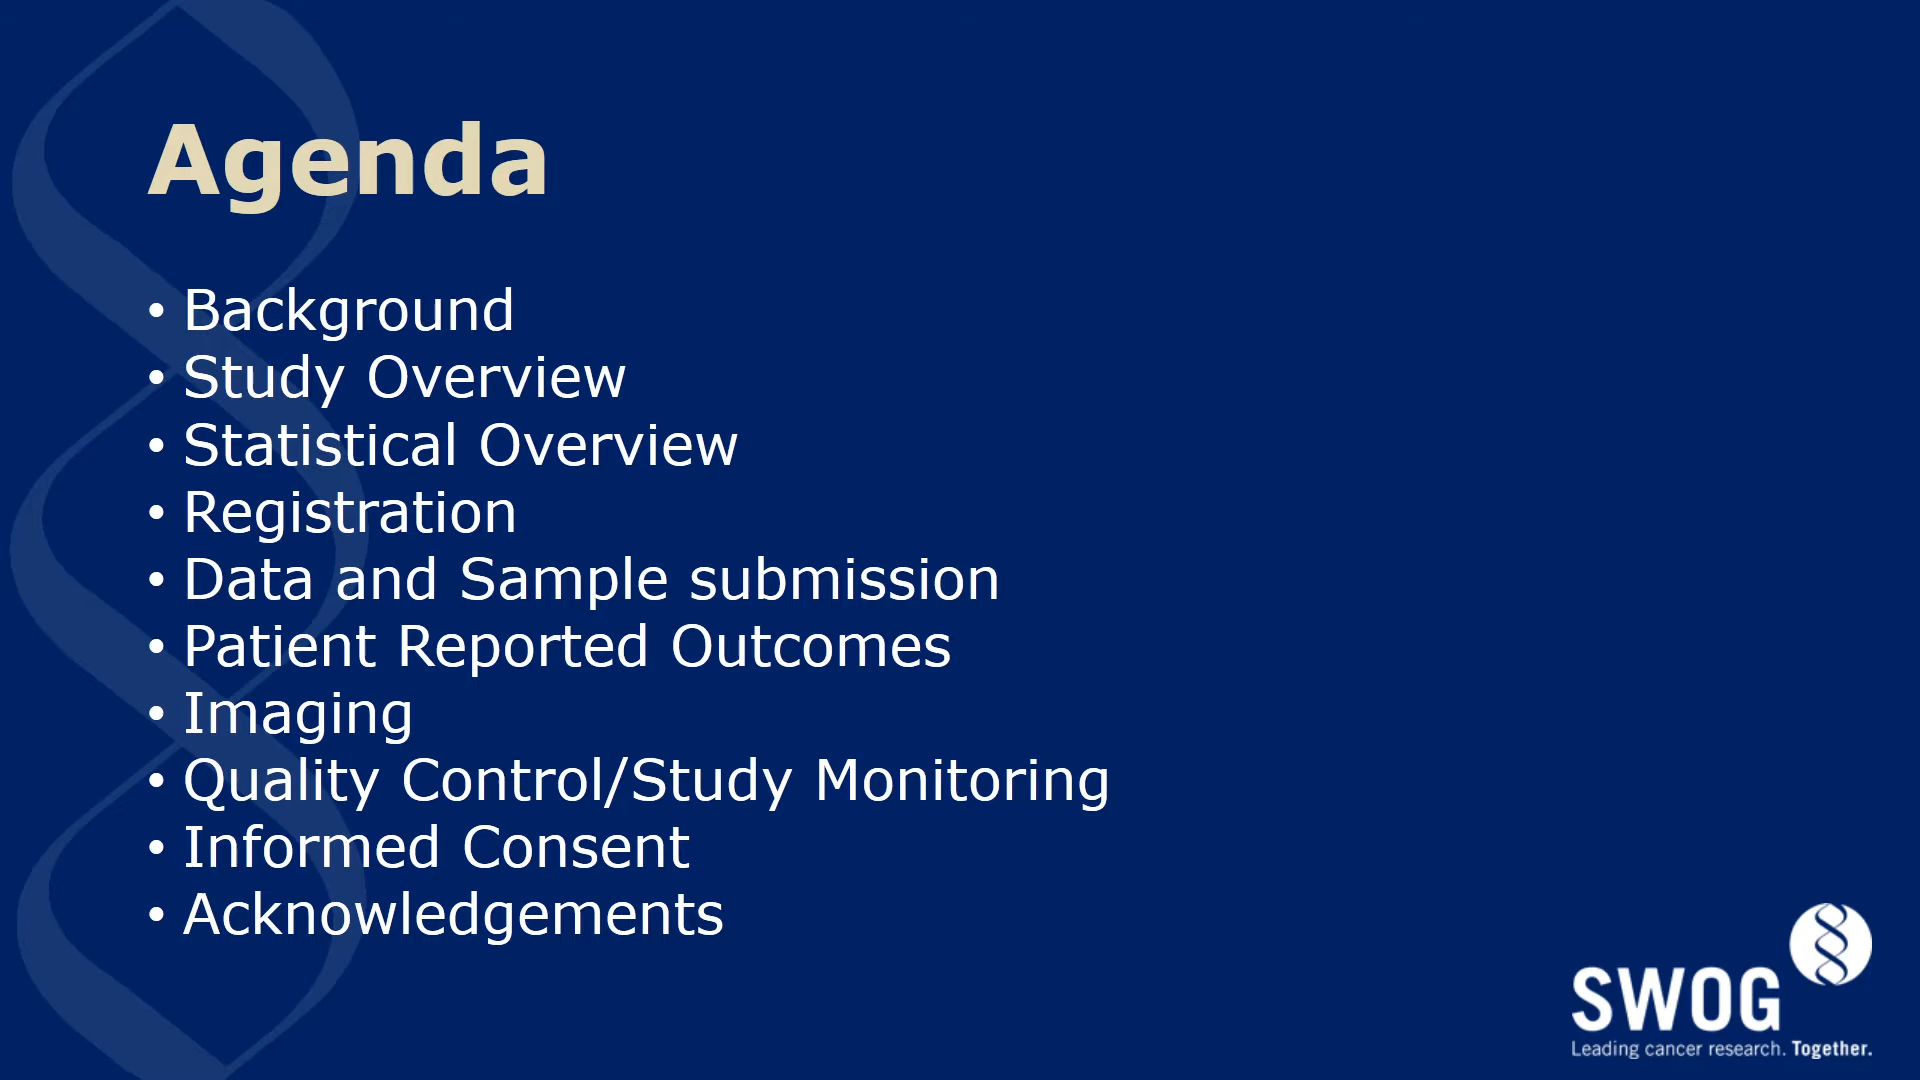 Agenda
• Background
• Study Overview
• Statistical Overview
• Registration
• Data and Sample submission
• Patient Reported Outcomes
• Imaging
• Quality Control/Study Monitoring
• Informed Consent
• Acknowledgements
SWOG
Leading cancer research. Together.